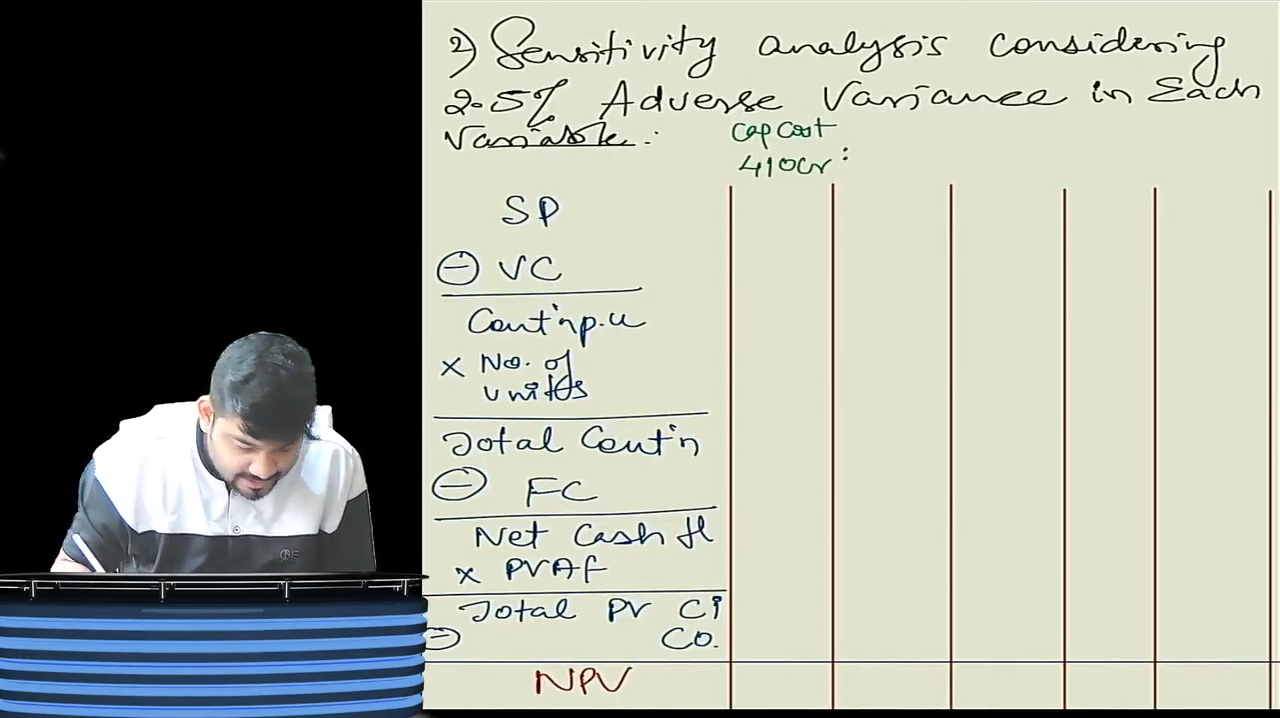 2) Sensitivity analysis considering
2.5% Adverse Variance in Each
Variable:
Cap Cost
410cr:
SP
(-) VC
Cont'n p.u
x No. of
units
Total Cont'n
(-) FC
Net Cash fl
x PVAF
Total PV CI
(-) CO.
NPV